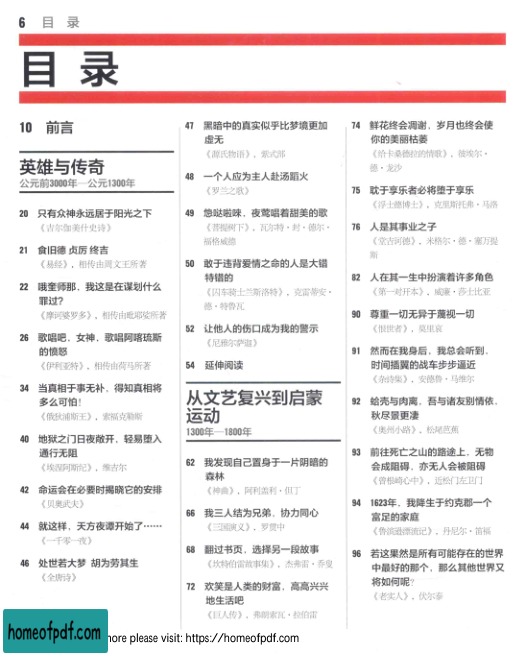 6 目 录
目 录
10 前言
英雄与传奇
公元前3000年—公元1300年
20 只有众神永远居于阳光之下
《吉尔伽美什史诗》
21 食旧德 贞厉 终吉
《易经》，相传由周文王所著
22 哦奎师那，我这是在谋划什么
罪过？
《摩诃婆罗多》，相传由毗耶娑所著
26 歌唱吧，女神，歌唱阿喀琉斯
的愤怒
《伊利亚特》，相传由荷马所著
34 当真相于事无补，得知真相将
多么可怕！
《俄狄浦斯王》，索福克勒斯
40 地狱之门日夜敞开，轻易堕入
通行无阻
《埃涅阿斯纪》，维吉尔
42 命运会在必要时揭晓它的安排
《贝奥武夫》
44 就这样，天方夜谭开始了……
《一千零一夜》
46 处世若大梦 胡为劳其生
《全唐诗》
47 黑暗中的真实似乎比梦境更加
虚无
《源氏物语》，紫式部
48 一个人应为主人赴汤蹈火
《罗兰之歌》
49 急哒啦咪，夜莺唱着甜美的歌
《菩提树下》，瓦尔特·封·德尔·
福格威德
50 敢于违背爱情之命的人是大错
特错的
《囚车骑士兰斯洛特》，克雷蒂安·
德·特鲁瓦
52 让他人的伤口成为我的警示
《尼雅尔萨迦》
54 延伸阅读
从文艺复兴到启蒙
运动
1300年—1800年
62 我发现自己置身于一片阴暗的
森林
《神曲》，阿利盖利·但丁
66 我三人结为兄弟，协力同心
《三国演义》，罗贯中
68 翻过书页，选择另一段故事
《坎特伯雷故事集》，杰弗雷·乔叟
72 欢笑是人类的财富，高高兴兴
地生活吧
《巨人传》，弗朗索瓦·拉伯雷
74 鲜花终会凋谢，岁月也终会使
你的美丽枯萎
《给卡桑德拉的情歌》，彼埃尔·
德·龙沙
75 耽于享乐者必将堕于享乐
《浮士德博士》，克里斯托弗·马洛
76 人是其事业之子
《堂吉诃德》，米格尔·德·塞万提
斯
82 人在其一生中扮演着许多角色
《第一对开本》，威廉·莎士比亚
90 尊重一切无异于蔑视一切
《恨世者》，莫里哀
91 然而在我身后，我总会听到，
时间插翼的战车步步逼近
《杂诗集》，安德鲁·马维尔
92 蛤壳与肉离，吾与诸友别情依，
秋尽景更凄
《奥州小路》，松尾芭蕉
93 前往死亡之山的路途上，无物
会成阻碍，亦无人会被阻碍
《曾根崎心中》，近松门左卫门
94 1623年，我降生于约克郡一个
富足的家庭
《鲁滨逊漂流记》，丹尼尔·笛福
96 若这果然是所有可能存在的世界
中最好的那个，那么其他世界又
将如何呢？
《老实人》，伏尔泰
homeofpdf.com
more please visit: https://homeofpdf.com